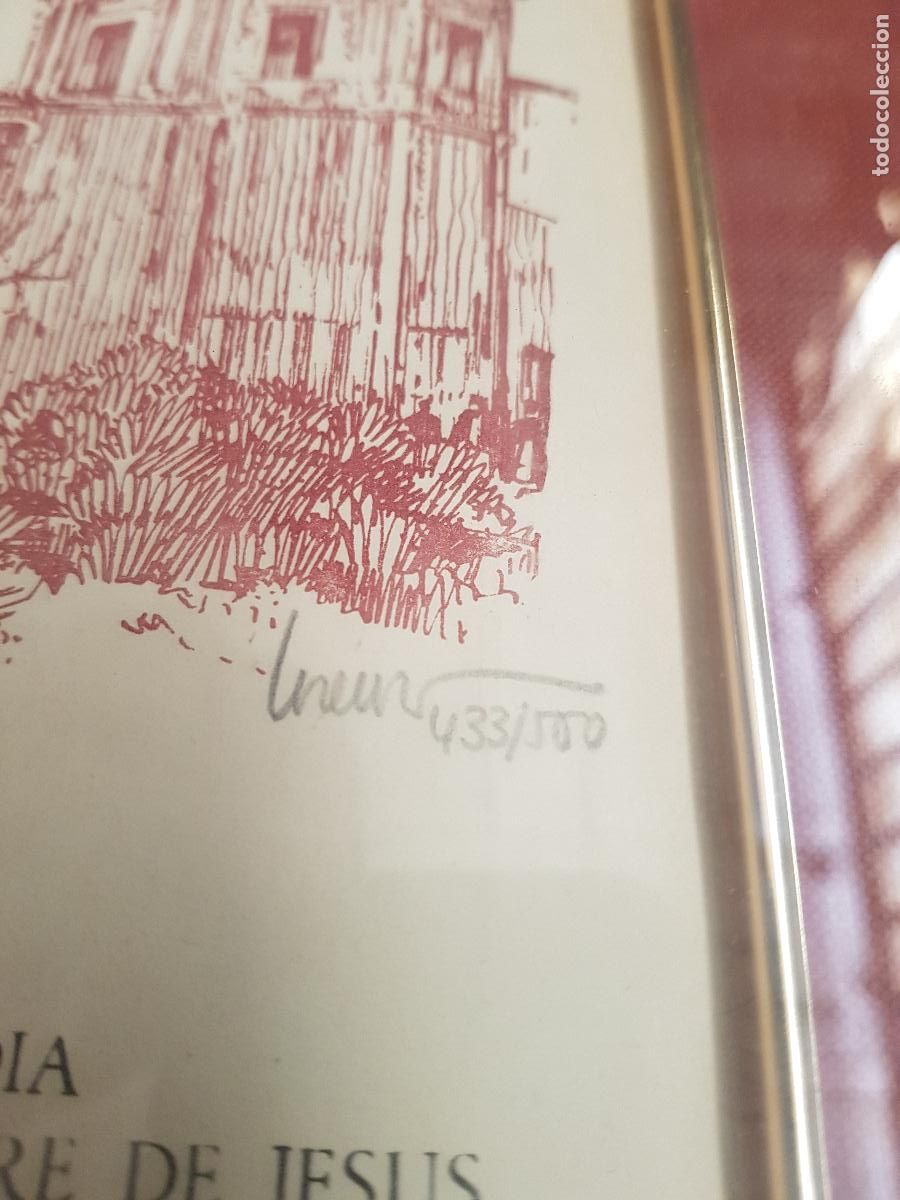 todocoleccion
433/500
DIA
RE DE JESUS